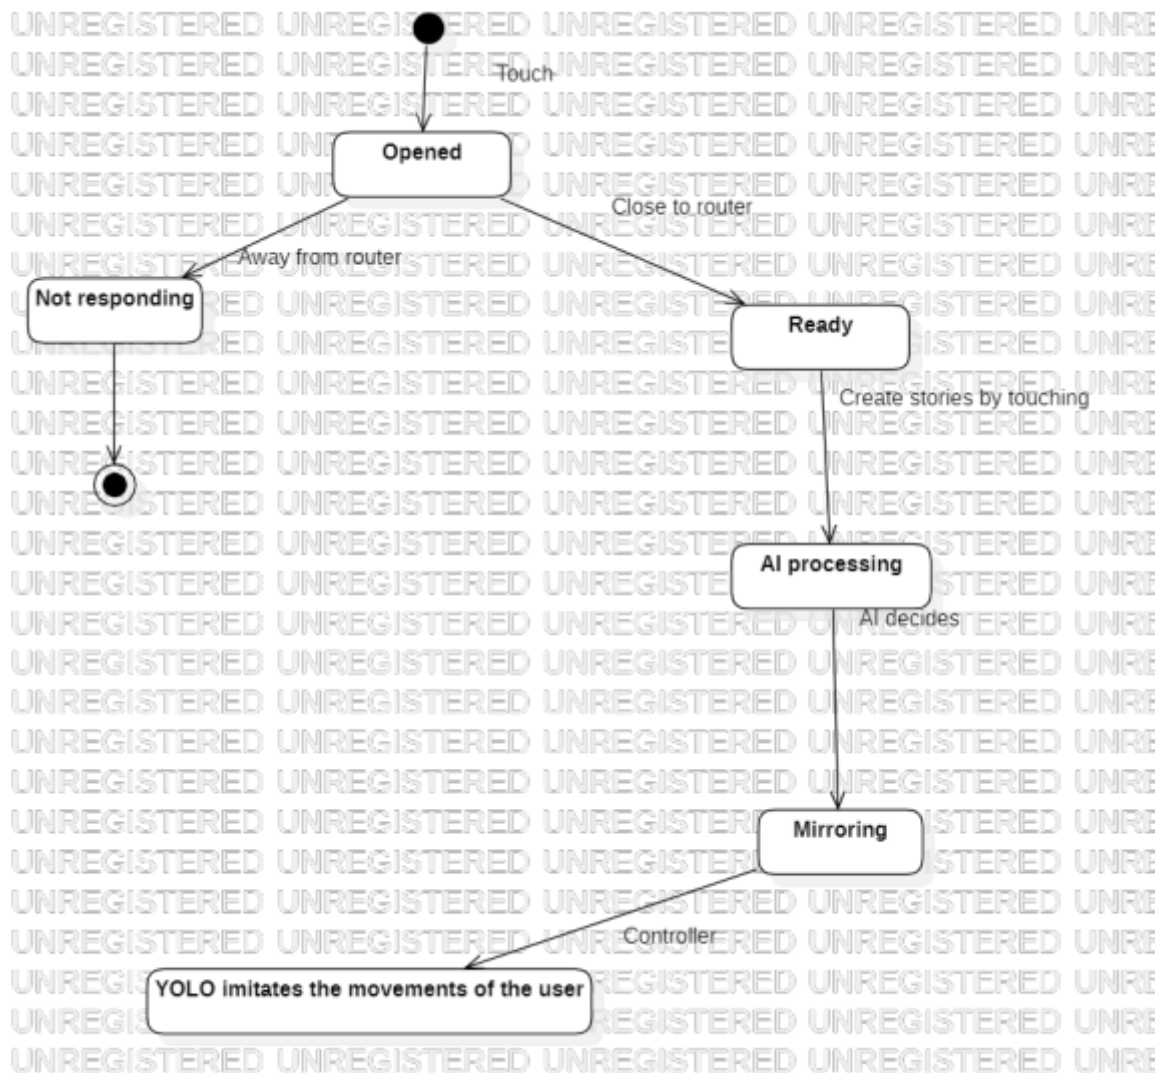 Touch
Opened
Close to router
Away from router
Not responding
Ready
Create stories by touching
AI processing
AI decides
Mirroring
Controller
YOLO imitates the movements of the user
UNREGISTERED